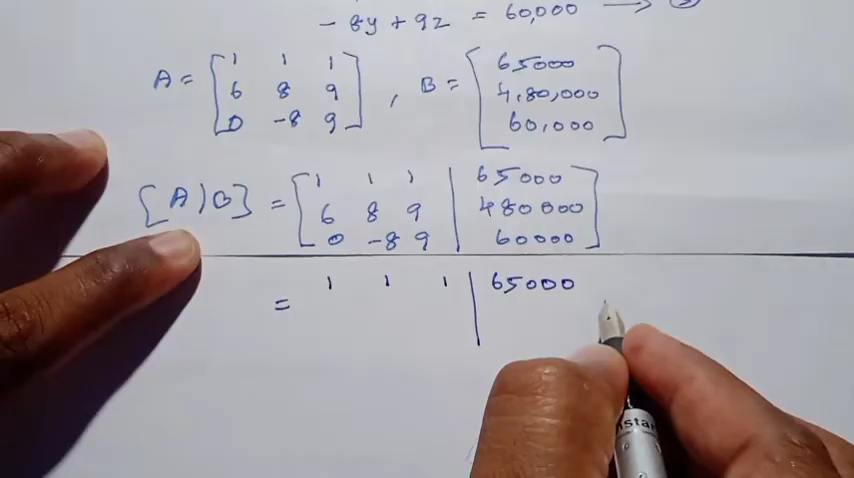 - 8y + 9z = 60,000 →
A = [ 1 1 1
6 8 9
0 -8 9 ] , B = [ 65000
4,80,000
60,000 ]
[A|B] = [ 1 1 1 | 65000
6 8 9 | 480000
0 -8 9 | 60000 ]
= 1 1 1 | 65000